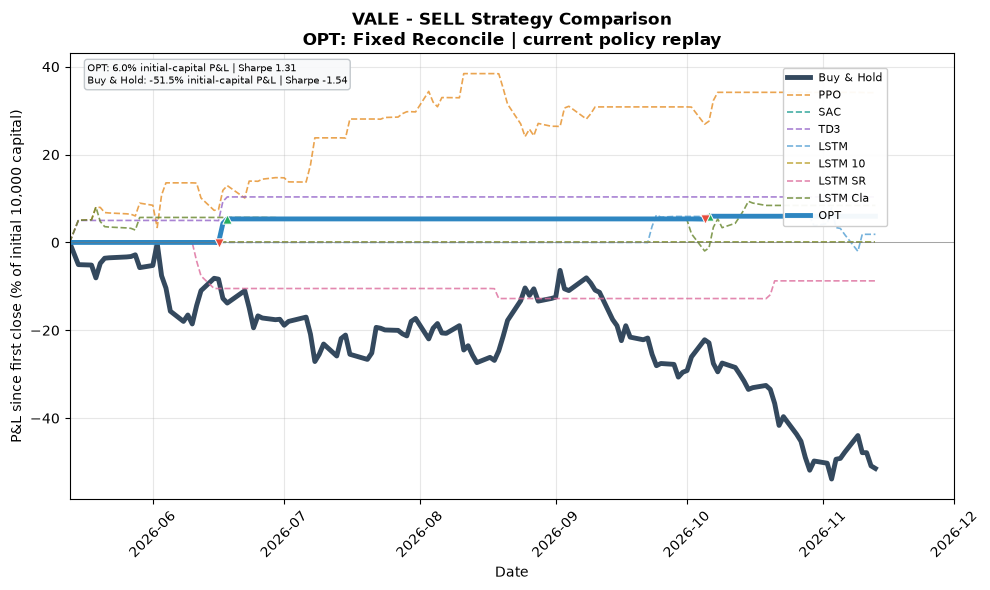 VALE - SELL Strategy Comparison
OPT: Fixed Reconcile | current policy replay
OPT: 6.0% initial-capital P&L | Sharpe 1.31
Buy & Hold: -51.5% initial-capital P&L | Sharpe -1.54
Buy & Hold
PPO
SAC
TD3
LSTM
LSTM 10
LSTM SR
LSTM Cla
OPT
P&L since first close (% of initial 10,000 capital)
40
20
0
−20
−40
2026-06
2026-07
2026-08
2026-09
2026-10
2026-11
2026-12
Date